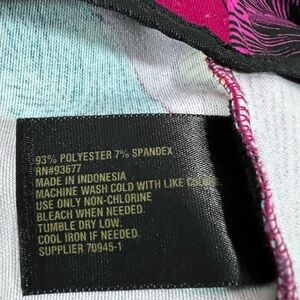 93% POLYESTER 7% SPANDEX
RN#93677
MADE IN INDONESIA
MACHINE WASH COLD WITH LIKE
USE ONLY NON-CHLORINE
BLEACH WHEN NEEDED.
TUMBLE DRY LOW.
COOL IRON IF NEEDED.
SUPPLIER 70945-1